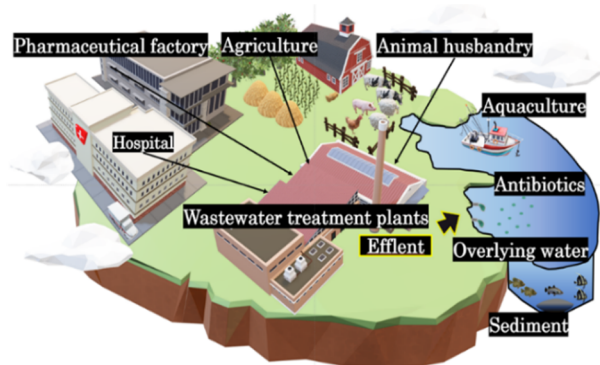 Pharmaceutical factory
Agriculture
Animal husbandry
Aquaculture
Hospital
Antibiotics
Wastewater treatment plants
Efflent
Overlying water
Sediment